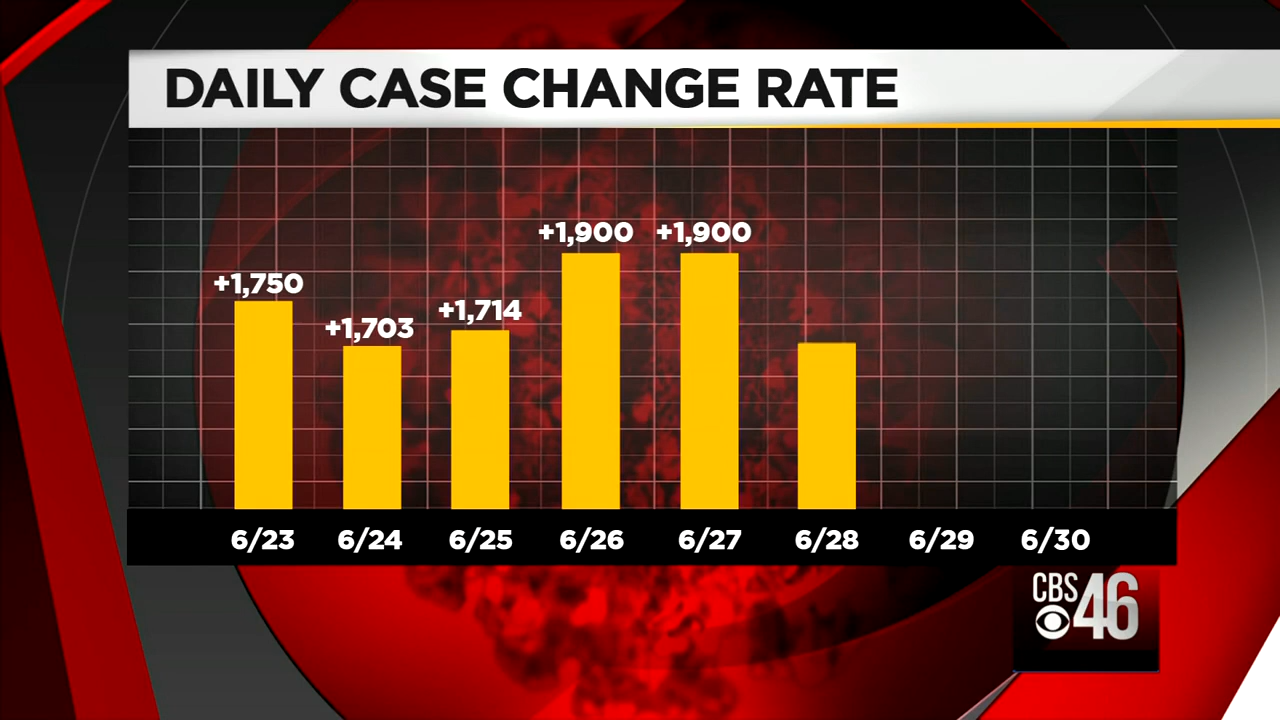 DAILY CASE CHANGE RATE
+1,900 +1,900
+1,750
+1,714
+1,703
6/23 6/24 6/25 6/26 6/27 6/28 6/29 6/30
CBS
46